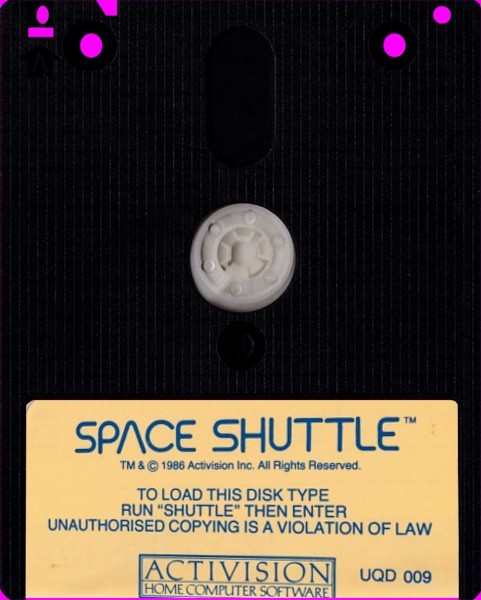 SPACE SHUTTLE™
TM & © 1986 Activision Inc. All Rights Reserved.
TO LOAD THIS DISK TYPE
RUN "SHUTTLE" THEN ENTER
UNAUTHORISED COPYING IS A VIOLATION OF LAW
ACTIVISION
HOME COMPUTER SOFTWARE
UQD 009